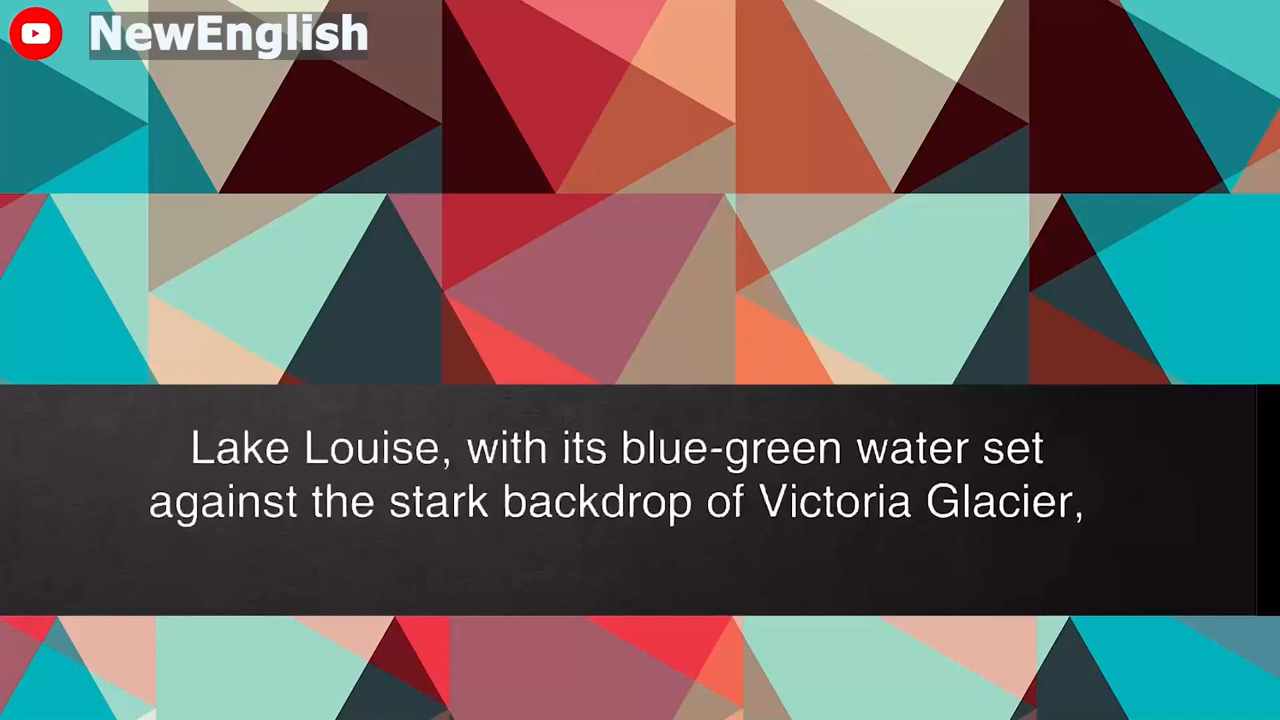 NewEnglish
Lake Louise, with its blue-green water set
against the stark backdrop of Victoria Glacier,